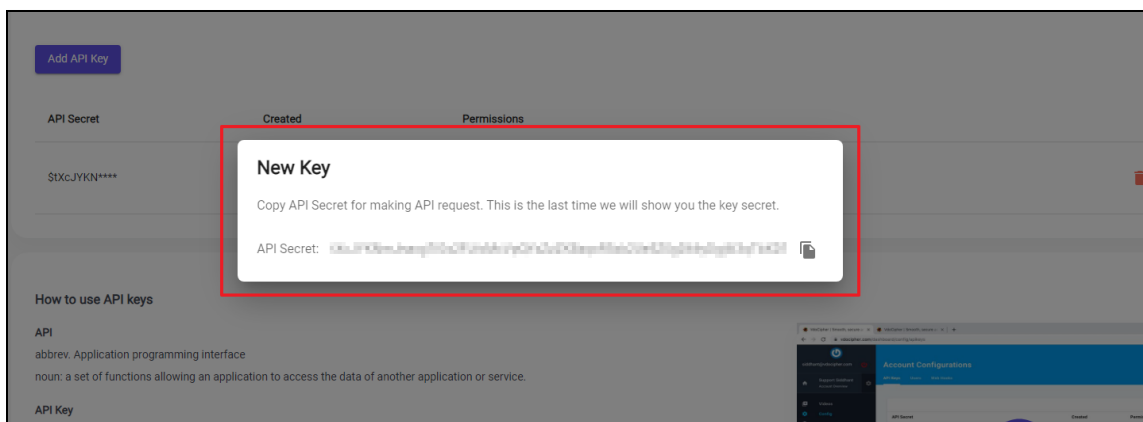 Add API Key
API Secret Created Permissions
$tXcJYKN****
New Key
Copy API Secret for making API request. This is the last time we will show you the key secret.
API Secret:
How to use API keys
API
abbrev. Application programming interface
noun: a set of functions allowing an application to access the data of another application or service.
API Key
Account Configurations
Videos
Config
API Secret Created